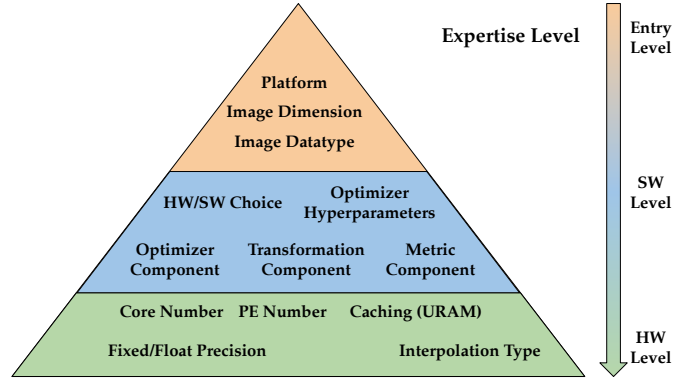 Expertise Level
Entry
Level
Platform
Image Dimension
Image Datatype
HW/SW Choice
Optimizer
Hyperparameters
SW
Level
Optimizer
Component
Transformation
Component
Metric
Component
Core Number
PE Number
Caching (URAM)
Fixed/Float Precision
Interpolation Type
HW
Level